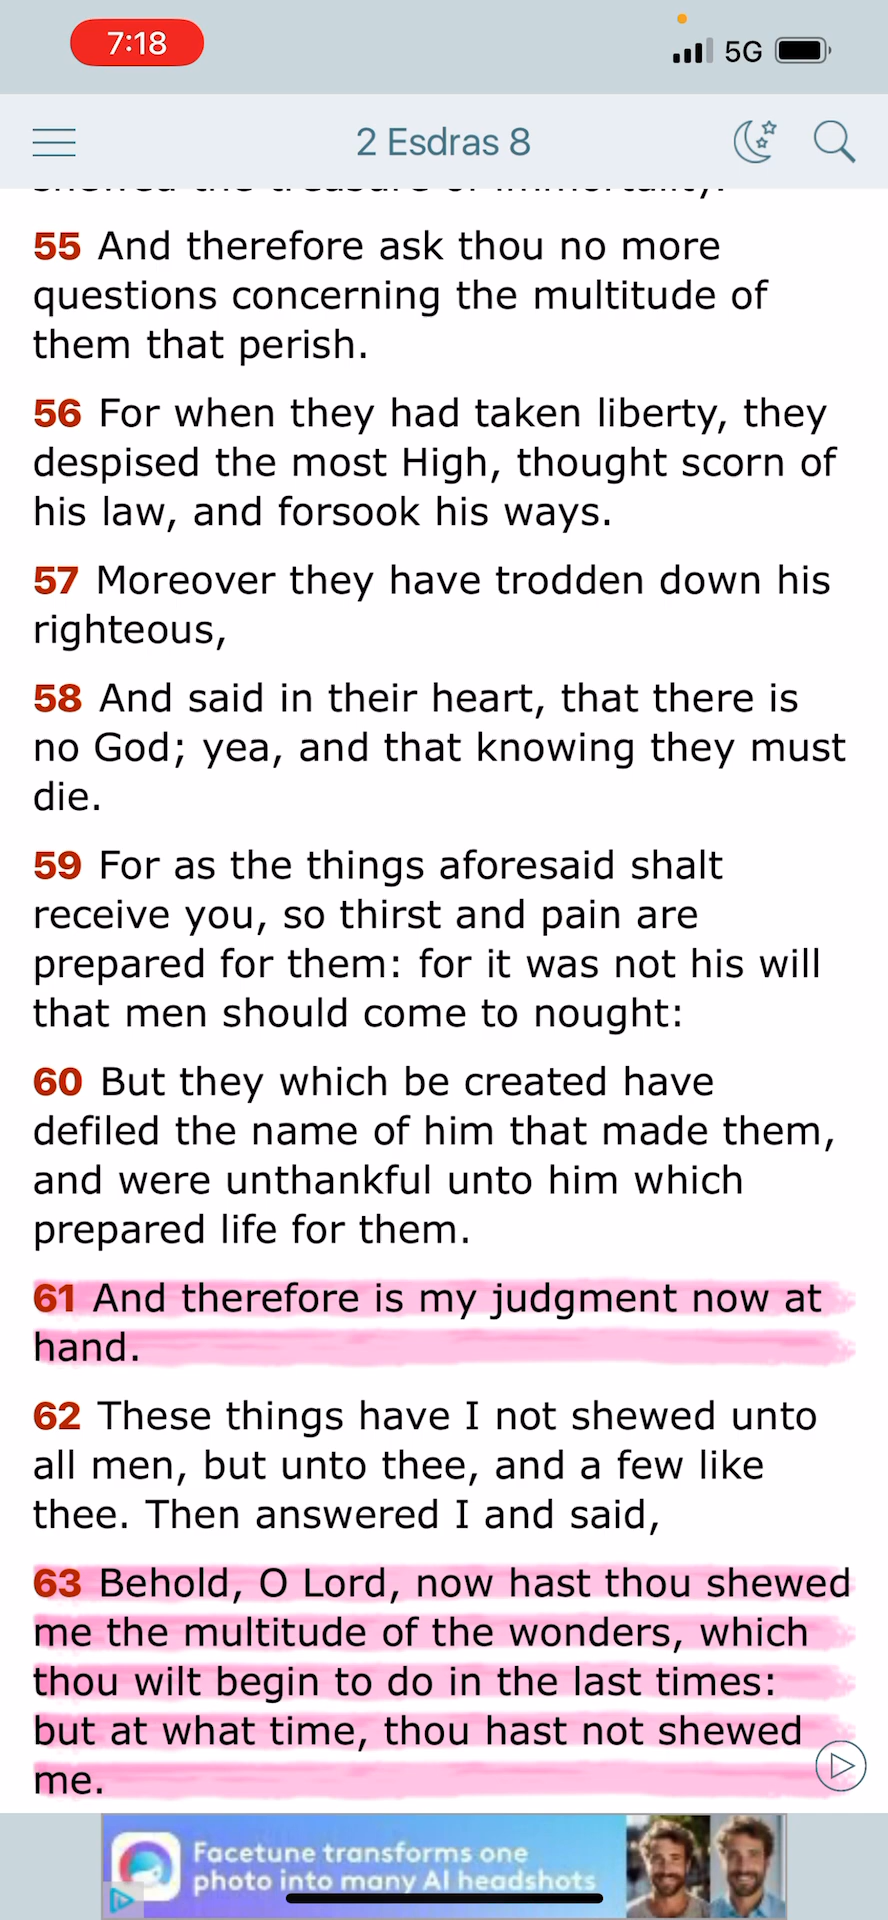 7:18
5G
2 Esdras 8
shewed the treasure of immortality.
55 And therefore ask thou no more
questions concerning the multitude of
them that perish.
56 For when they had taken liberty, they
despised the most High, thought scorn of
his law, and forsook his ways.
57 Moreover they have trodden down his
righteous,
58 And said in their heart, that there is
no God; yea, and that knowing they must
die.
59 For as the things aforesaid shalt
receive you, so thirst and pain are
prepared for them: for it was not his will
that men should come to nought:
60 But they which be created have
defiled the name of him that made them,
and were unthankful unto him which
prepared life for them.
61 And therefore is my judgment now at
hand.
62 These things have I not shewed unto
all men, but unto thee, and a few like
thee. Then answered I and said,
63 Behold, O Lord, now hast thou shewed
me the multitude of the wonders, which
thou wilt begin to do in the last times:
but at what time, thou hast not shewed
me.
Facetune transforms one
photo into many AI headshots